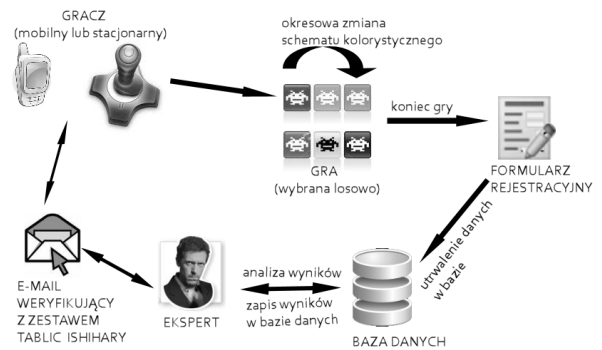 GRACZ
(mobilny lub stacjonarny)
okresowa zmiana
schematu kolorystycznego
koniec gry
GRA
(wybrana losowo)
FORMULARZ
REJESTRACYJNY
utrwalenie danych
w bazie
E-MAIL
WERYFIKUJĄCY
Z ZESTAWEM
TABLIC ISHIHARY
EKSPERT
analiza wyników
zapis wyników
w bazie danych
BAZA DANYCH